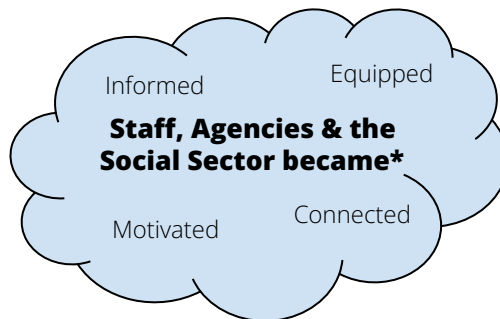 Informed
Equipped
Staff, Agencies & the
Social Sector became*
Motivated
Connected